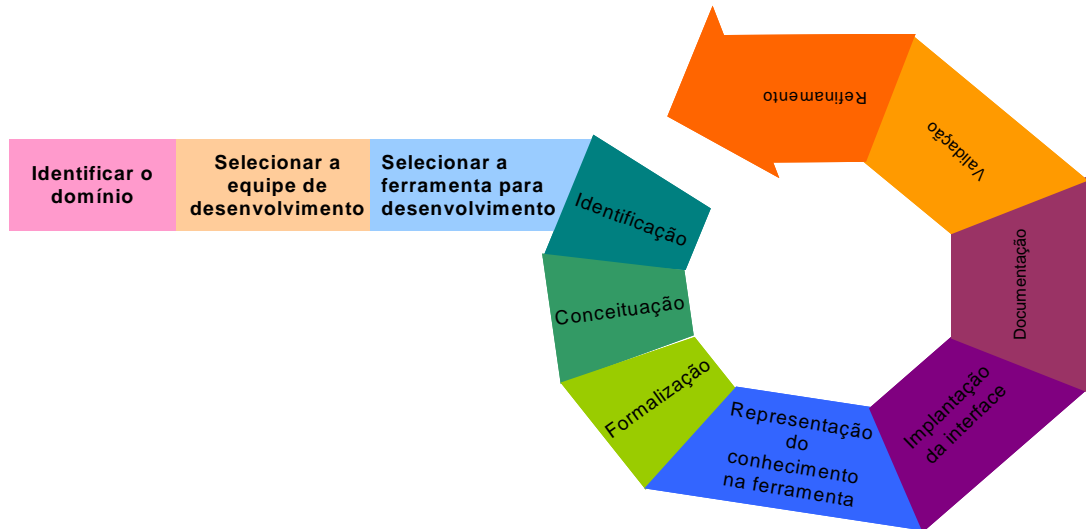 Identificar o
domínio
Selecionar a
equipe de
desenvolvimento
Selecionar a
ferramenta para
desenvolvimento
Identificação
Conceituação
Formalização
Representação
do
conhecimento
na ferramenta
Implantação
da interface
Documentação
Validação
Refinamento